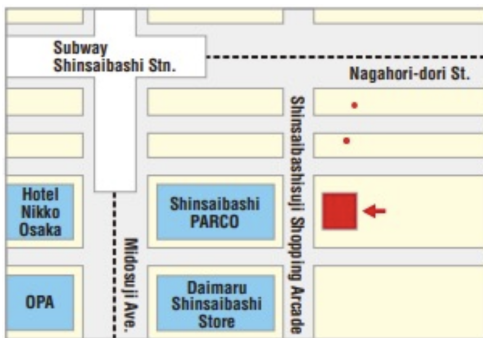 Subway
Shinsaibashi Stn.
Nagahori-dori St.
Shinsaibashisuji Shopping Arcade
Hotel
Nikko
Osaka
Shinsaibashi
PARCO
Midosuji Ave.
OPA
Daimaru
Shinsaibashi
Store